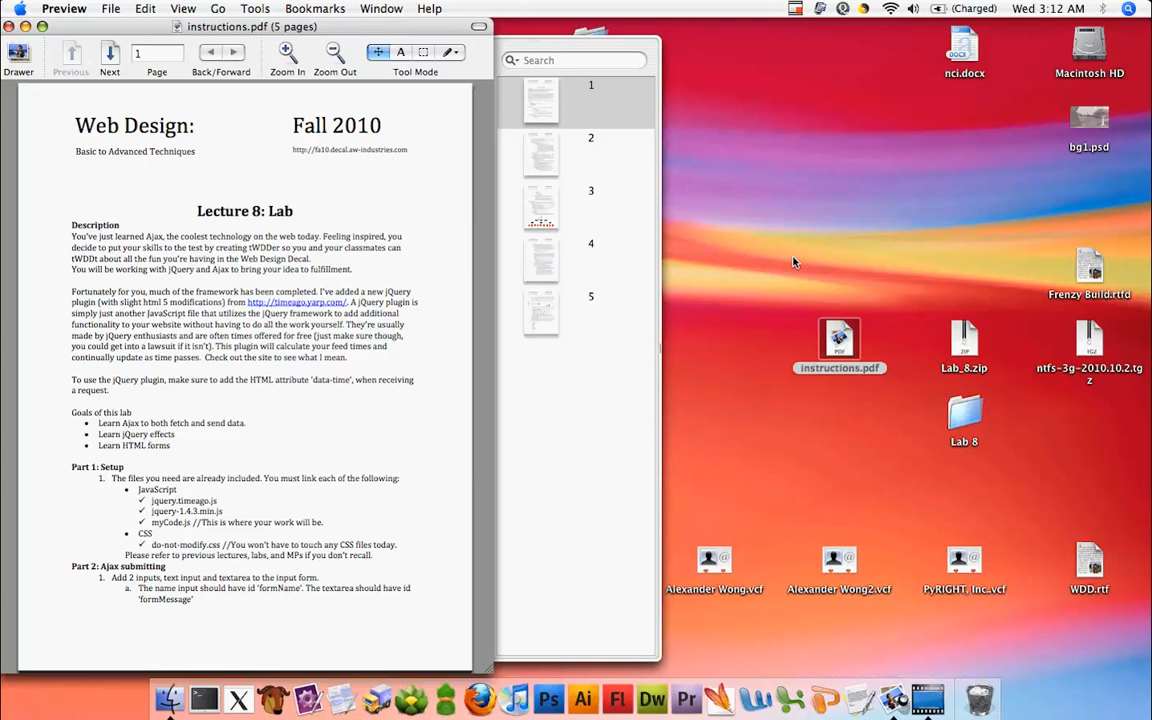 Preview File Edit View Go Tools Bookmarks Window Help
(Charged) Wed 3:12 AM
instructions.pdf (5 pages)
1
Drawer Previous Next Page Back/Forward Zoom In Zoom Out Tool Mode
Search
1
2
3
4
5
Web Design: Fall 2010
Basic to Advanced Techniques http://fa10.decal.aw-industries.com
Lecture 8: Lab
Description
You've just learned Ajax, the coolest technology on the web today. Feeling inspired, you
decide to put your skills to the test by creating tWDDer so you and your classmates can
tWDDt about all the fun you're having in the Web Design Decal.
You will be working with jQuery and Ajax to bring your idea to fulfillment.
Fortunately for you, much of the framework has been completed. I've added a new jQuery
plugin (with slight html 5 modifications) from http://timeago.yarp.com/. A jQuery plugin is
simply just another JavaScript file that utilizes the jQuery framework to add additional
functionality to your website without having to do all the work yourself. They're usually
made by jQuery enthusiasts and are often times offered for free (just make sure though,
you could get into a lawsuit if it isn't). This plugin will calculate your feed times and
continually update as time passes. Check out the site to see what I mean.
To use the jQuery plugin, make sure to add the HTML attribute 'data-time', when receiving
a request.
Goals of this lab
• Learn Ajax to both fetch and send data.
• Learn jQuery effects
• Learn HTML forms
Part 1: Setup
1. The files you need are already included. You must link each of the following:
• JavaScript
✓ jquery.timeago.js
✓ jquery-1.4.3.min.js
✓ myCode.js //This is where your work will be.
• CSS
✓ do-not-modify.css //You won't have to touch any CSS files today.
Please refer to previous lectures, labs, and MPs if you don't recall.
Part 2: Ajax submitting
1. Add 2 inputs, text input and textarea to the input form.
a. The name input should have id 'formName'. The textarea should have id
'formMessage'
nci.docx
Macintosh HD
bg1.psd
Frenzy Build.rtfd
instructions.pdf
Lab_8.zip
ntfs-3g-2010.10.2.tg
z
Lab 8
Alexander Wong.vcf
Alexander Wong2.vcf
PyRIGHT, Inc..vcf
WDD.rtf
DOCX
PDF
ZIP
TGZ
Ps Ai Fl Dw Pr